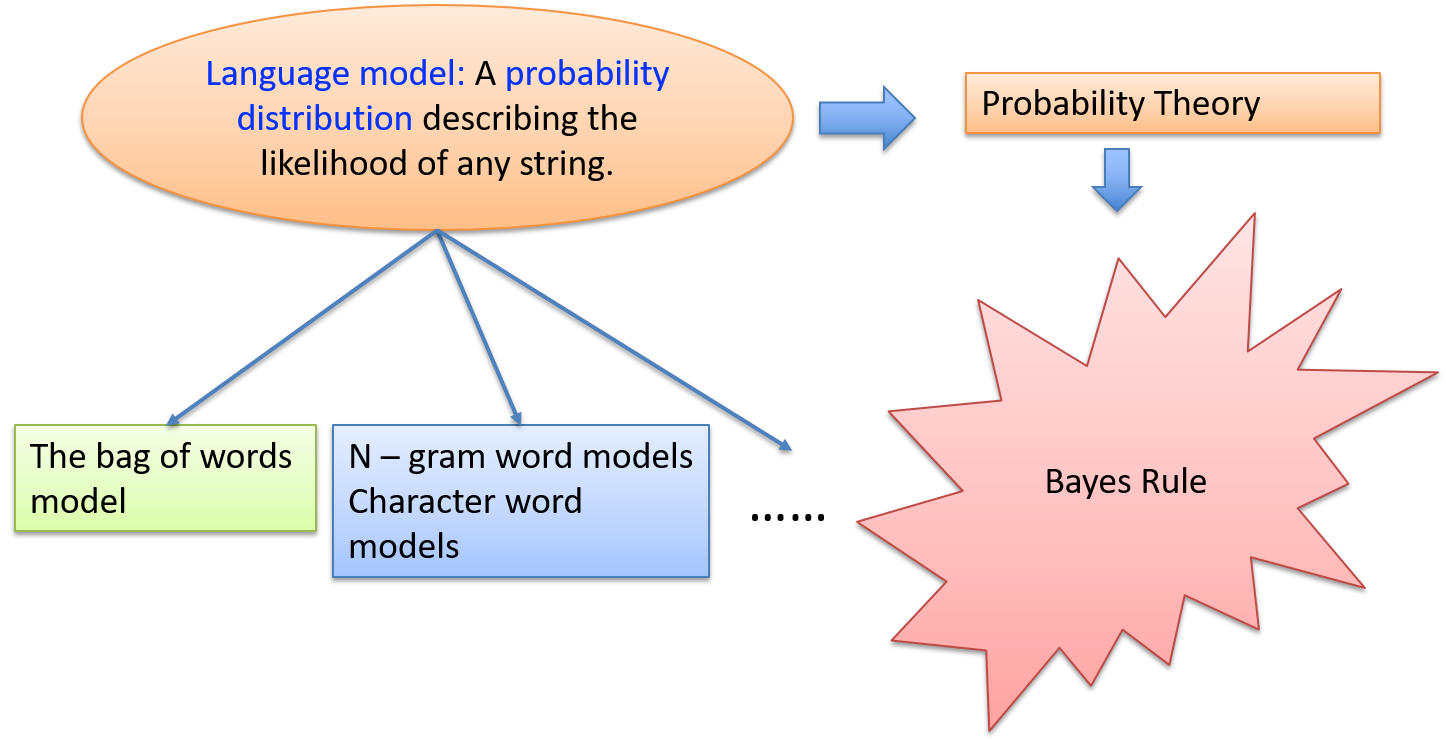 Language model: A probability
distribution describing the
likelihood of any string.
Probability Theory
The bag of words
model
N – gram word models
Character word
models
......
Bayes Rule